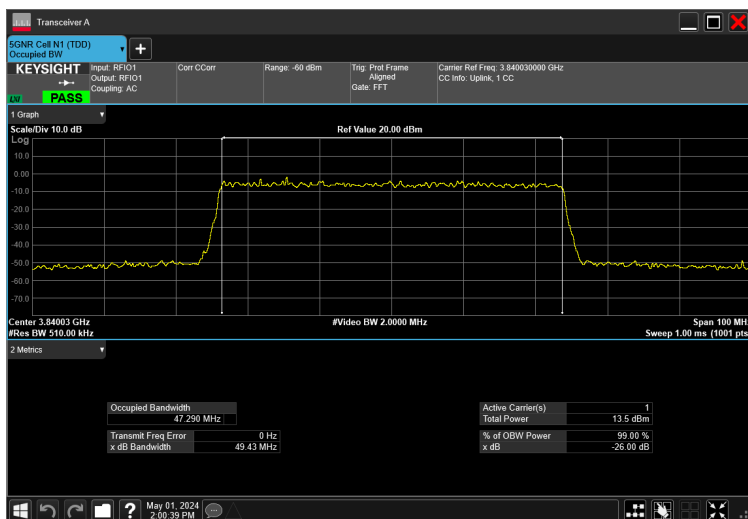 Transceiver A
5GNR Cell N1 (TDD)
Occupied BW
KEYSIGHT
Input: RFIO1
Output: RFIO1
Coupling: AC
Corr CCorr
Range: -60 dBm
Trig: Prot Frame
Aligned
Gate: FFT
Carrier Ref Freq: 3.840030000 GHz
CC Info: Uplink, 1 CC
LXI
PASS
1 Graph
Scale/Div 10.0 dB
Ref Value 20.00 dBm
Log
10.0
0.00
-10.0
-20.0
-30.0
-40.0
-50.0
-60.0
-70.0
Center 3.84003 GHz
#Video BW 2.0000 MHz
Span 100 MH
#Res BW 510.00 kHz
Sweep 1.00 ms (1001 pts
2 Metrics
Occupied Bandwidth
47.290 MHz
Transmit Freq Error 0 Hz
x dB Bandwidth 49.43 MHz
Active Carrier(s) 1
Total Power 13.5 dBm
% of OBW Power 99.00 %
x dB -26.00 dB
?
May 01, 2024
2:00:39 PM